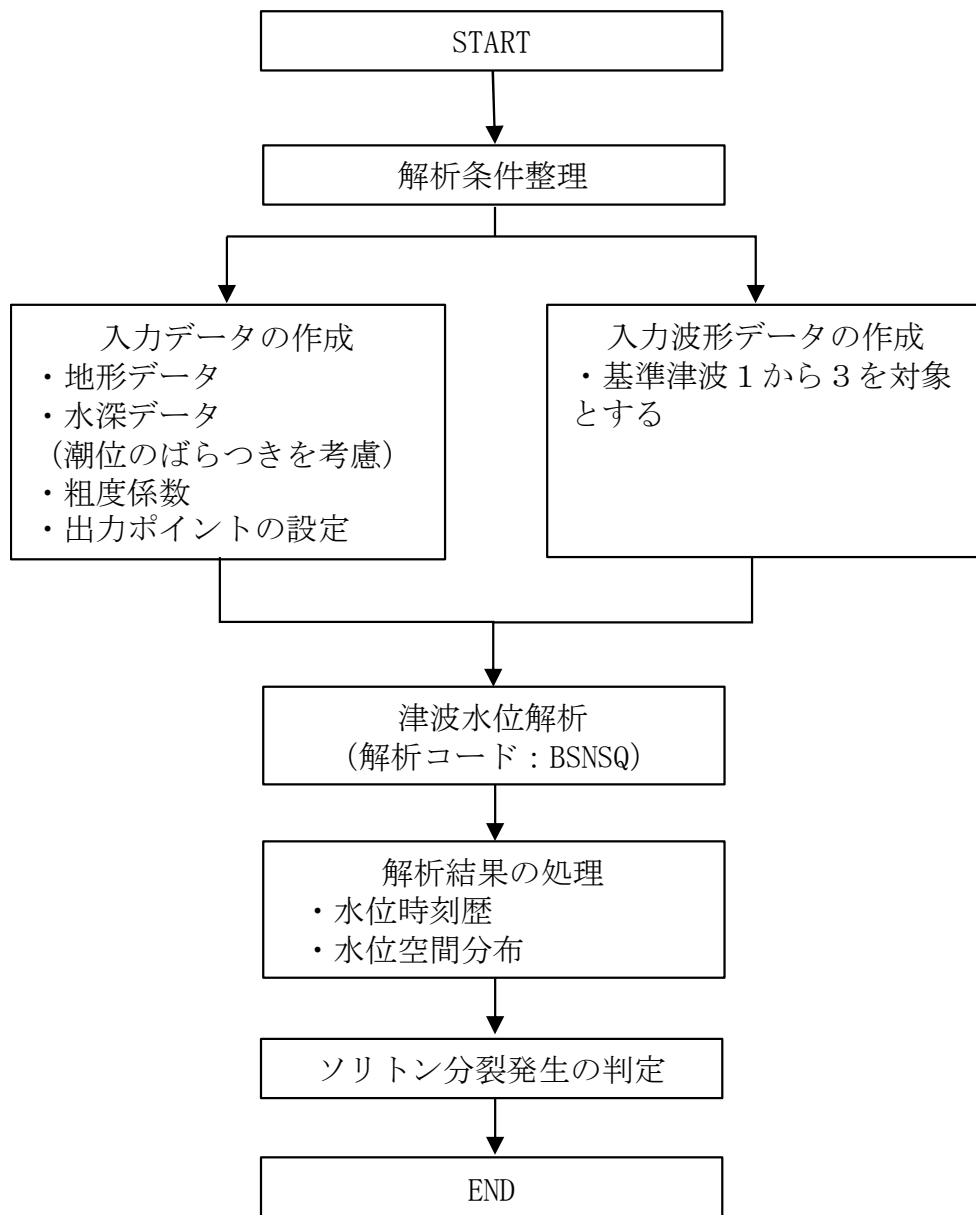 START
解析条件整理
入力データの作成
・地形データ
・水深データ
（潮位のばらつきを考慮）
・粗度係数
・出力ポイントの設定
入力波形データの作成
・基準津波１から３を対象
とする
津波水位解析
（解析コード：BSNSQ）
解析結果の処理
・水位時刻歴
・水位空間分布
ソリトン分裂発生の判定
END